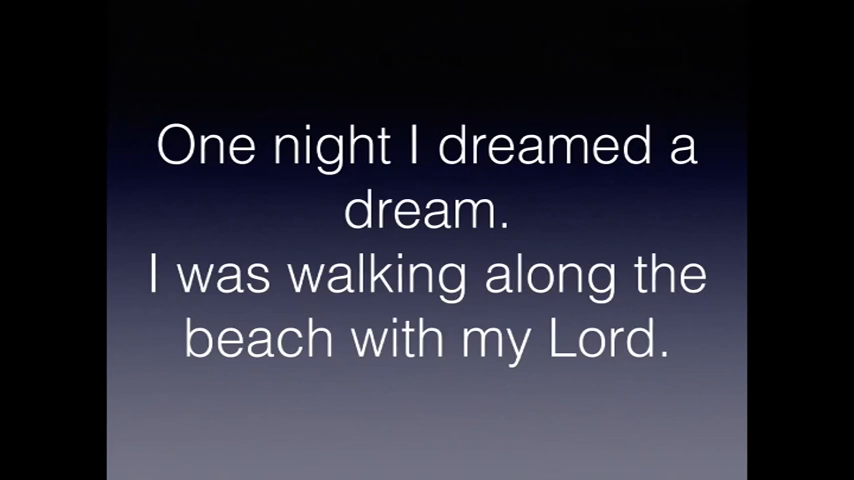 One night I dreamed a
dream.
I was walking along the
beach with my Lord.